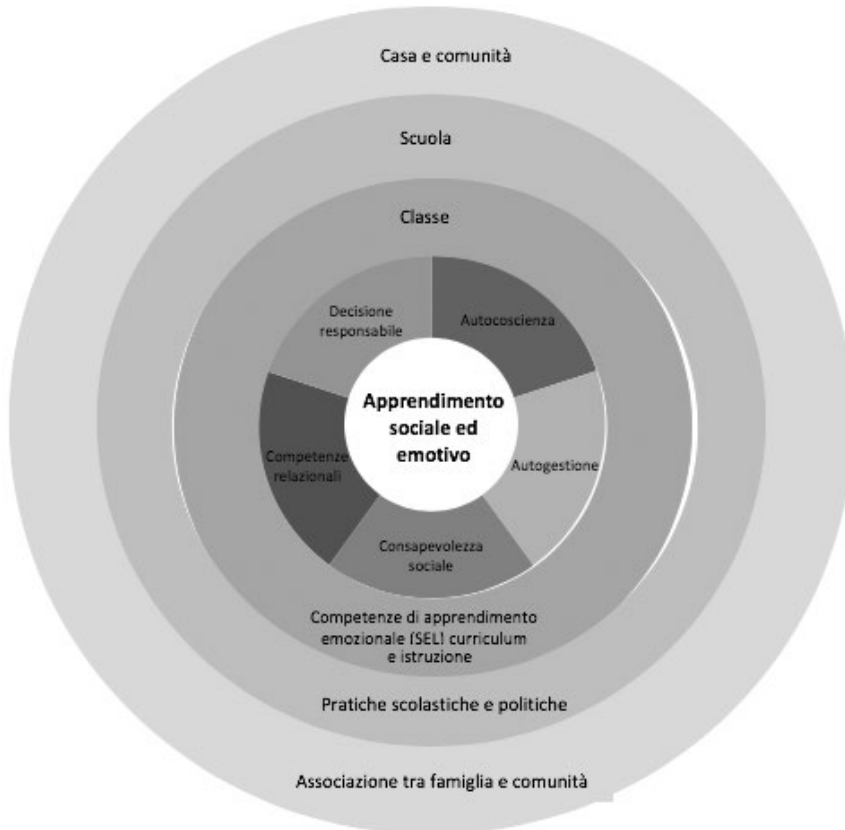 Casa e comunità
Scuola
Classe
Decisione
responsabile
Autocoscienza
Apprendimento
sociale ed
emotivo
Competenze
relazionali
Autogestione
Consapevolezza
sociale
Competenze di apprendimento
emozionale (SEL) curriculum
e istruzione
Pratiche scolastiche e politiche
Associazione tra famiglia e comunità